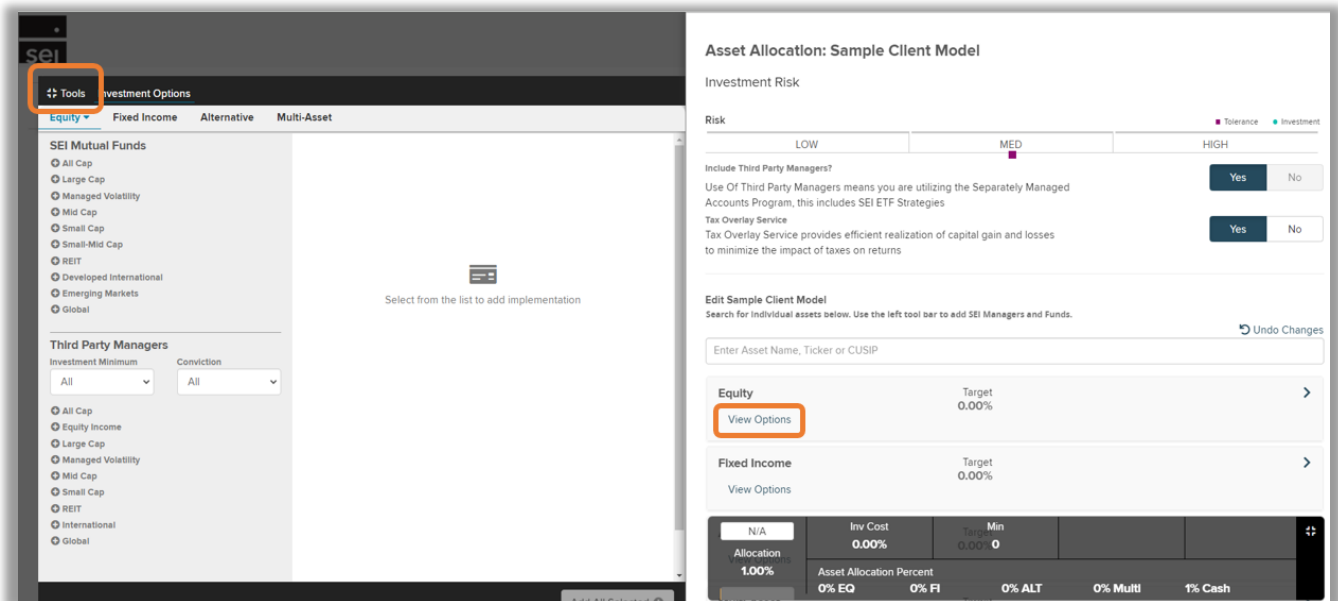 sei
Tools Investment Options
Equity Fixed Income Alternative Multi-Asset
SEI Mutual Funds
All Cap
Large Cap
Managed Volatility
Mid Cap
Small Cap
Small-Mid Cap
REIT
Developed International
Emerging Markets
Global
Third Party Managers
Investment Minimum Conviction
All All
All Cap
Equity Income
Large Cap
Managed Volatility
Mid Cap
Small Cap
REIT
International
Global
Select from the list to add implementation
Add All Selected
Asset Allocation: Sample Client Model
Investment Risk
Risk
Tolerance Investment
LOW MED HIGH
Include Third Party Managers?
Yes No
Use Of Third Party Managers means you are utilizing the Separately Managed
Accounts Program, this includes SEI ETF Strategies
Tax Overlay Service
Yes No
Tax Overlay Service provides efficient realization of capital gain and losses
to minimize the impact of taxes on returns
Edit Sample Client Model
Search for individual assets below. Use the left tool bar to add SEI Managers and Funds.
Undo Changes
Enter Asset Name, Ticker or CUSIP
Equity Target
0.00%
View Options
Fixed Income Target
0.00%
View Options
N/A Inv Cost Min
0.00% 0
Target
0.00%
View Options
Allocation
1.00%
Asset Allocation Percent
0% EQ 0% FI 0% ALT 0% Multi 1% Cash